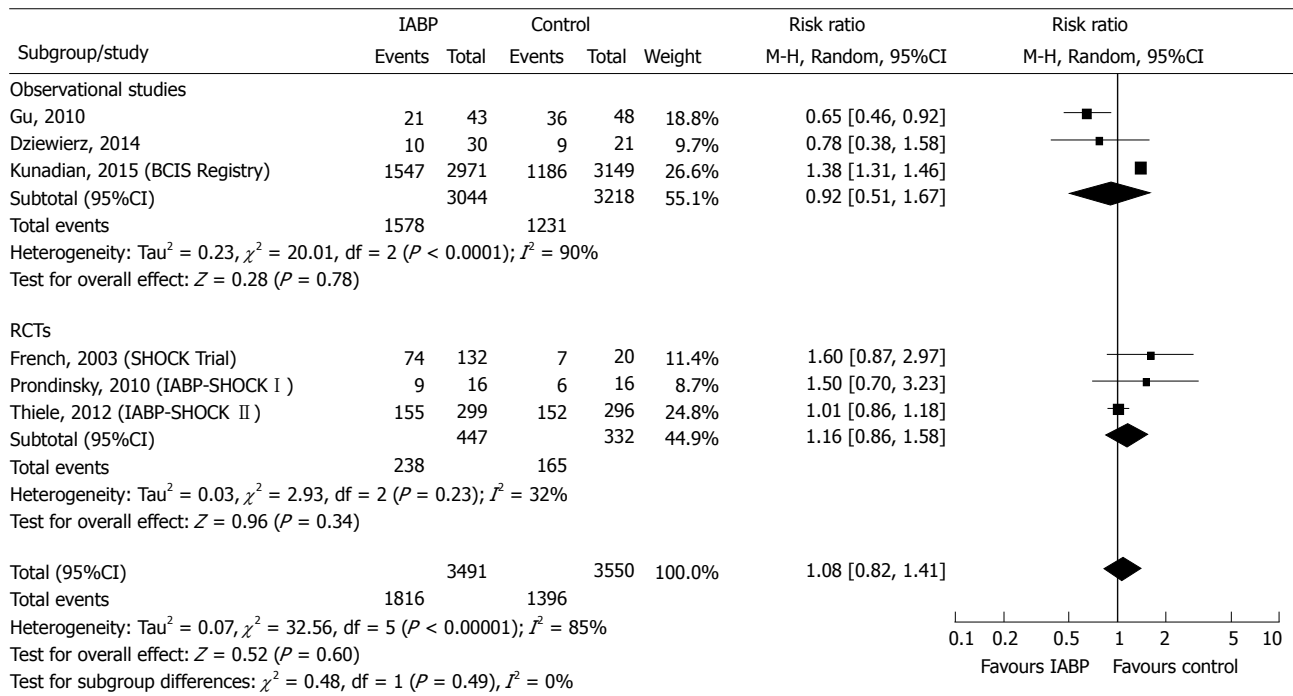 IABP Control Risk ratio Risk ratio
Subgroup/study Events Total Events Total Weight M-H, Random, 95%CI M-H, Random, 95%CI
Observational studies
Gu, 2010 21 43 36 48 18.8% 0.65 [0.46, 0.92]
Dziewierz, 2014 10 30 9 21 9.7% 0.78 [0.38, 1.58]
Kunadian, 2015 (BCIS Registry) 1547 2971 1186 3149 26.6% 1.38 [1.31, 1.46]
Subtotal (95%CI) 3044 3218 55.1% 0.92 [0.51, 1.67]
Total events 1578 1231
Heterogeneity: Tau² = 0.23, χ² = 20.01, df = 2 (P < 0.0001); I² = 90%
Test for overall effect: Z = 0.28 (P = 0.78)
RCTs
French, 2003 (SHOCK Trial) 74 132 7 20 11.4% 1.60 [0.87, 2.97]
Prondinsky, 2010 (IABP-SHOCK Ⅰ) 9 16 6 16 8.7% 1.50 [0.70, 3.23]
Thiele, 2012 (IABP-SHOCK Ⅱ) 155 299 152 296 24.8% 1.01 [0.86, 1.18]
Subtotal (95%CI) 447 332 44.9% 1.16 [0.86, 1.58]
Total events 238 165
Heterogeneity: Tau² = 0.03, χ² = 2.93, df = 2 (P = 0.23); I² = 32%
Test for overall effect: Z = 0.96 (P = 0.34)
Total (95%CI) 3491 3550 100.0% 1.08 [0.82, 1.41]
Total events 1816 1396
Heterogeneity: Tau² = 0.07, χ² = 32.56, df = 5 (P < 0.00001); I² = 85%
Test for overall effect: Z = 0.52 (P = 0.60)
Test for subgroup differences: χ² = 0.48, df = 1 (P = 0.49), I² = 0%
0.1 0.2 0.5 1 2 5 10
Favours IABP Favours control